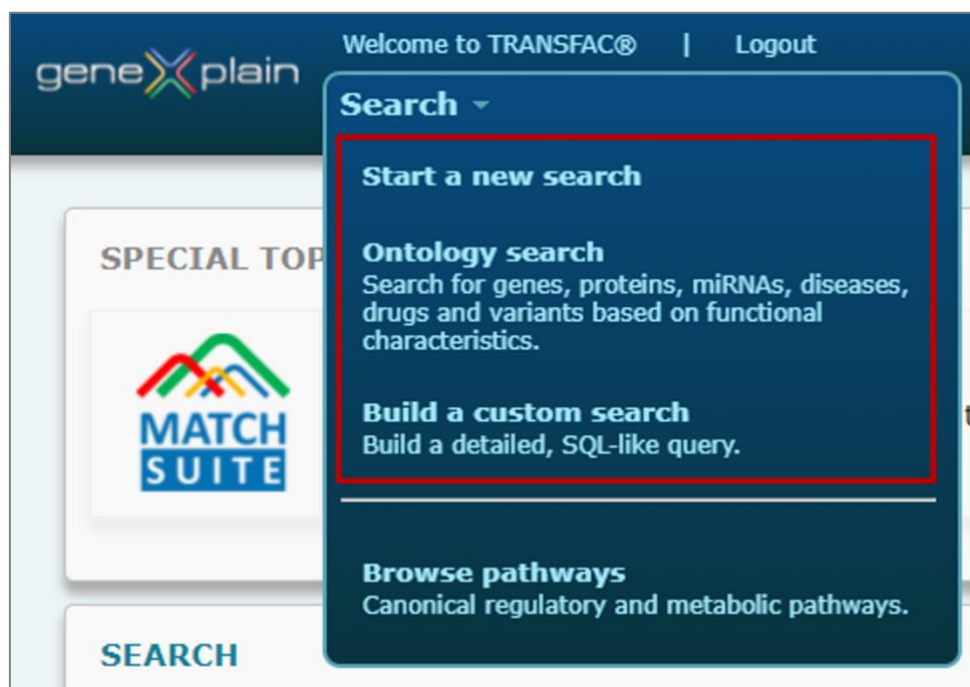 geneXplain
Welcome to TRANSFAC® | Logout
Search
Start a new search
Ontology search
Search for genes, proteins, miRNAs, diseases,
drugs and variants based on functional
characteristics.
Build a custom search
Build a detailed, SQL-like query.
Browse pathways
Canonical regulatory and metabolic pathways.
SPECIAL TOP
MATCH
SUITE
t
SEARCH